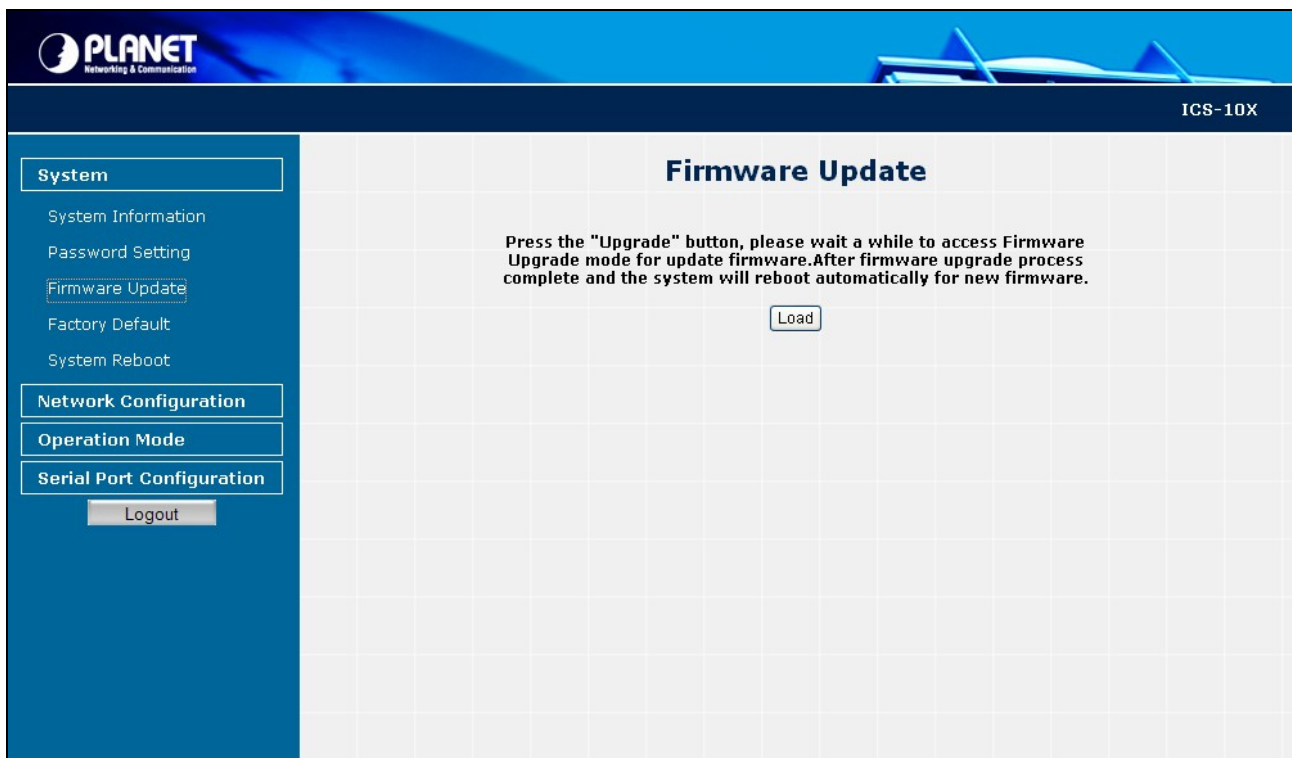 PLANET
Networking & Communication
ICS-10X
System
System Information
Password Setting
Firmware Update
Factory Default
System Reboot
Network Configuration
Operation Mode
Serial Port Configuration
Logout
Firmware Update
Press the "Upgrade" button, please wait a while to access Firmware
Upgrade mode for update firmware.After firmware upgrade process
complete and the system will reboot automatically for new firmware.
Load